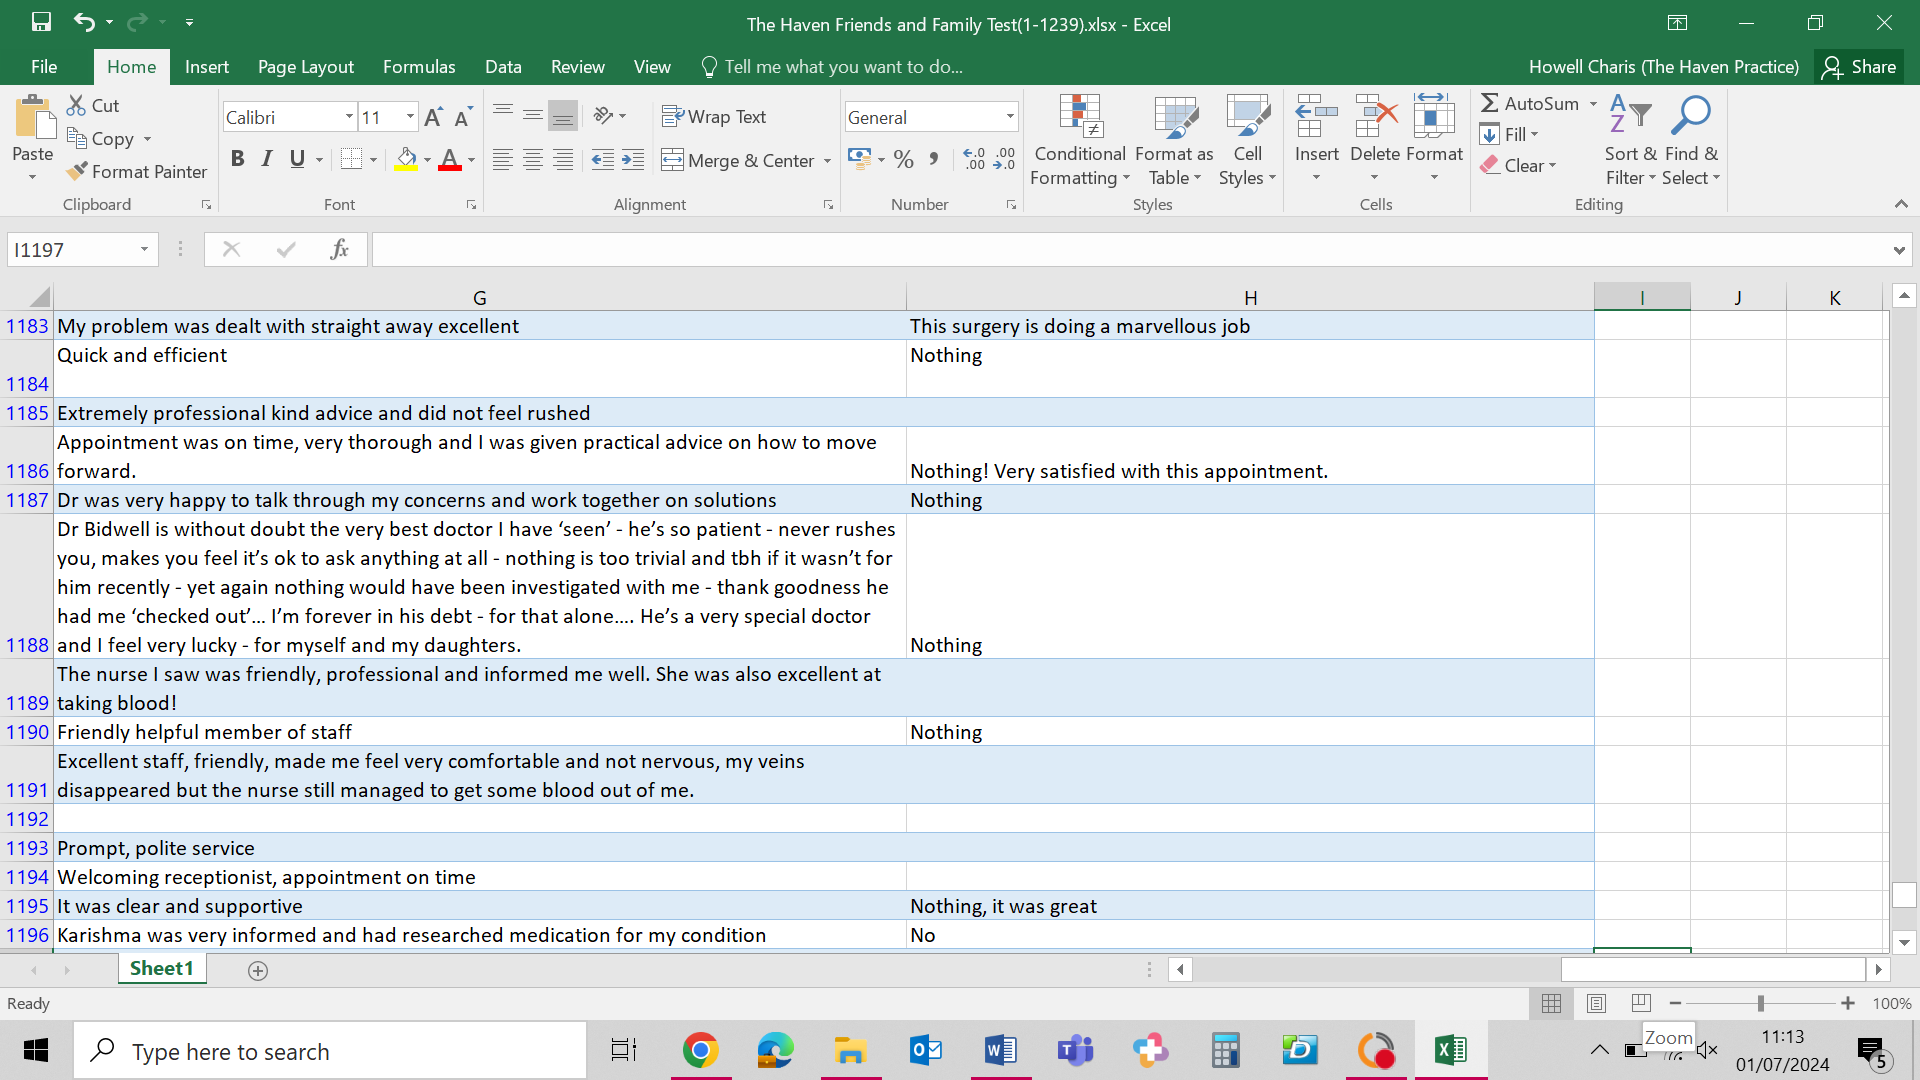 The Haven Friends and Family Test(1-1239).xlsx - Excel
File Home Insert Page Layout Formulas Data Review View Tell me what you want to do... Howell Charis (The Haven Practice) Share
Paste
Cut
Copy
Format Painter
Clipboard
Calibri 11
B I U
Font
Wrap Text
Merge & Center
Alignment
General
% , .00 .0 .00
Number
Conditional Formatting
Format as Table
Cell Styles
Styles
Insert Delete Format
Cells
AutoSum
Fill
Clear
Sort & Filter
Find & Select
Editing
I1197
fx
G H I J K
1183 My problem was dealt with straight away excellent This surgery is doing a marvellous job
Quick and efficient Nothing
1184
1185 Extremely professional kind advice and did not feel rushed
Appointment was on time, very thorough and I was given practical advice on how to move
1186 forward. Nothing! Very satisfied with this appointment.
1187 Dr was very happy to talk through my concerns and work together on solutions Nothing
Dr Bidwell is without doubt the very best doctor I have ‘seen’ - he’s so patient - never rushes
you, makes you feel it’s ok to ask anything at all - nothing is too trivial and tbh if it wasn’t for
him recently - yet again nothing would have been investigated with me - thank goodness he
had me ‘checked out’... I’m forever in his debt - for that alone.... He’s a very special doctor
1188 and I feel very lucky - for myself and my daughters. Nothing
The nurse I saw was friendly, professional and informed me well. She was also excellent at
1189 taking blood!
1190 Friendly helpful member of staff Nothing
Excellent staff, friendly, made me feel very comfortable and not nervous, my veins
1191 disappeared but the nurse still managed to get some blood out of me.
1192
1193 Prompt, polite service
1194 Welcoming receptionist, appointment on time
1195 It was clear and supportive Nothing, it was great
1196 Karishma was very informed and had researched medication for my condition No
Sheet1
Ready 100%
Zoom
Type here to search
11:13
01/07/2024
5